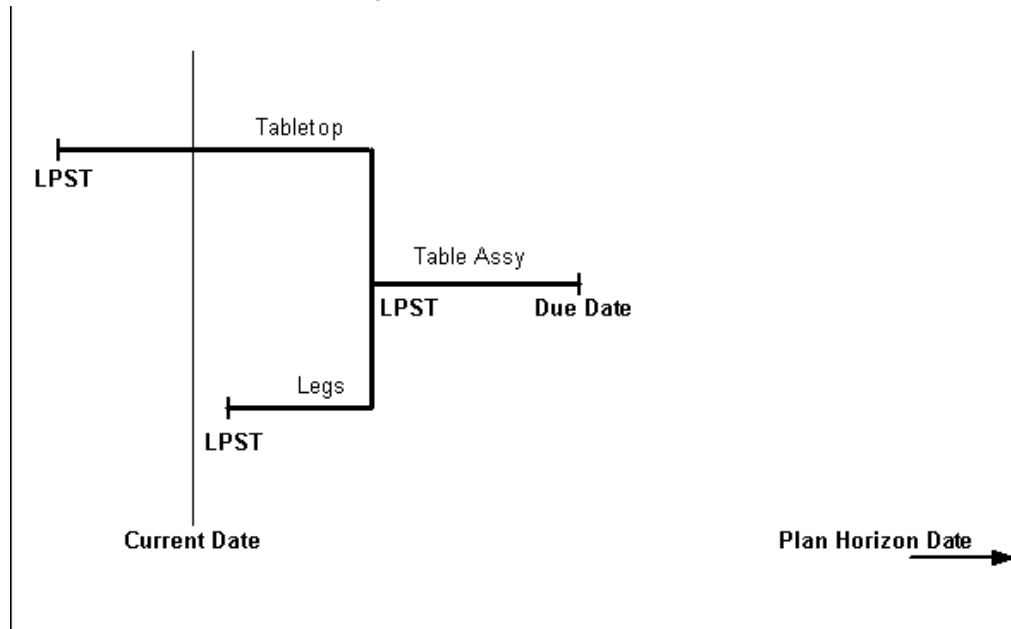 Tabletop
LPST
Table Assy
LPST Due Date
Legs
LPST
Current Date Plan Horizon Date